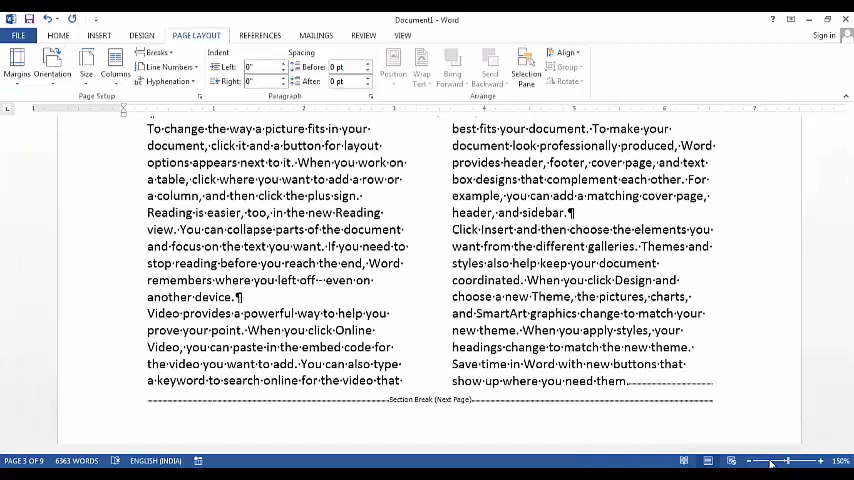 Document1 - Word
Sign in
FILE
HOME
INSERT
DESIGN
PAGE LAYOUT
REFERENCES
MAILINGS
REVIEW
VIEW
Margins
Orientation
Size
Columns
Breaks
Line Numbers
Hyphenation
Page Setup
Indent
Left: 0"
Right: 0"
Spacing
Before: 0 pt
After: 0 pt
Paragraph
Position
Wrap
Text
Bring
Forward
Send
Backward
Selection
Pane
Align
Group
Rotate
Arrange
1 1 2 3 4 5 6 7
To·change·the·way·a·picture·fits·in·your·
document,·click·it·and·a·button·for·layout·
options·appears·next·to·it.·When·you·work·on·
a·table,·click·where·you·want·to·add·a·row·or·
a·column,·and·then·click·the·plus·sign.·
Reading·is·easier,·too,·in·the·new·Reading·
view.·You·can·collapse·parts·of·the·document·
and·focus·on·the·text·you·want.·If·you·need·to·
stop·reading·before·you·reach·the·end,·Word·
remembers·where·you·left·off·-·even·on·
another·device.¶
Video·provides·a·powerful·way·to·help·you·
prove·your·point.·When·you·click·Online·
Video,·you·can·paste·in·the·embed·code·for·
the·video·you·want·to·add.·You·can·also·type·
a·keyword·to·search·online·for·the·video·that·
best·fits·your·document.·To·make·your·
document·look·professionally·produced,·Word·
provides·header,·footer,·cover·page,·and·text·
box·designs·that·complement·each·other.·For·
example,·you·can·add·a·matching·cover·page,·
header,·and·sidebar.¶
Click·Insert·and·then·choose·the·elements·you·
want·from·the·different·galleries.·Themes·and·
styles·also·help·keep·your·document·
coordinated.·When·you·click·Design·and·
choose·a·new·Theme,·the·pictures,·charts,·
and·SmartArt·graphics·change·to·match·your·
new·theme.·When·you·apply·styles,·your·
headings·change·to·match·the·new·theme.·
Save·time·in·Word·with·new·buttons·that·
show·up·where·you·need·them.
Section Break (Next Page)
PAGE 3 OF 9
6363 WORDS
ENGLISH (INDIA)
150%